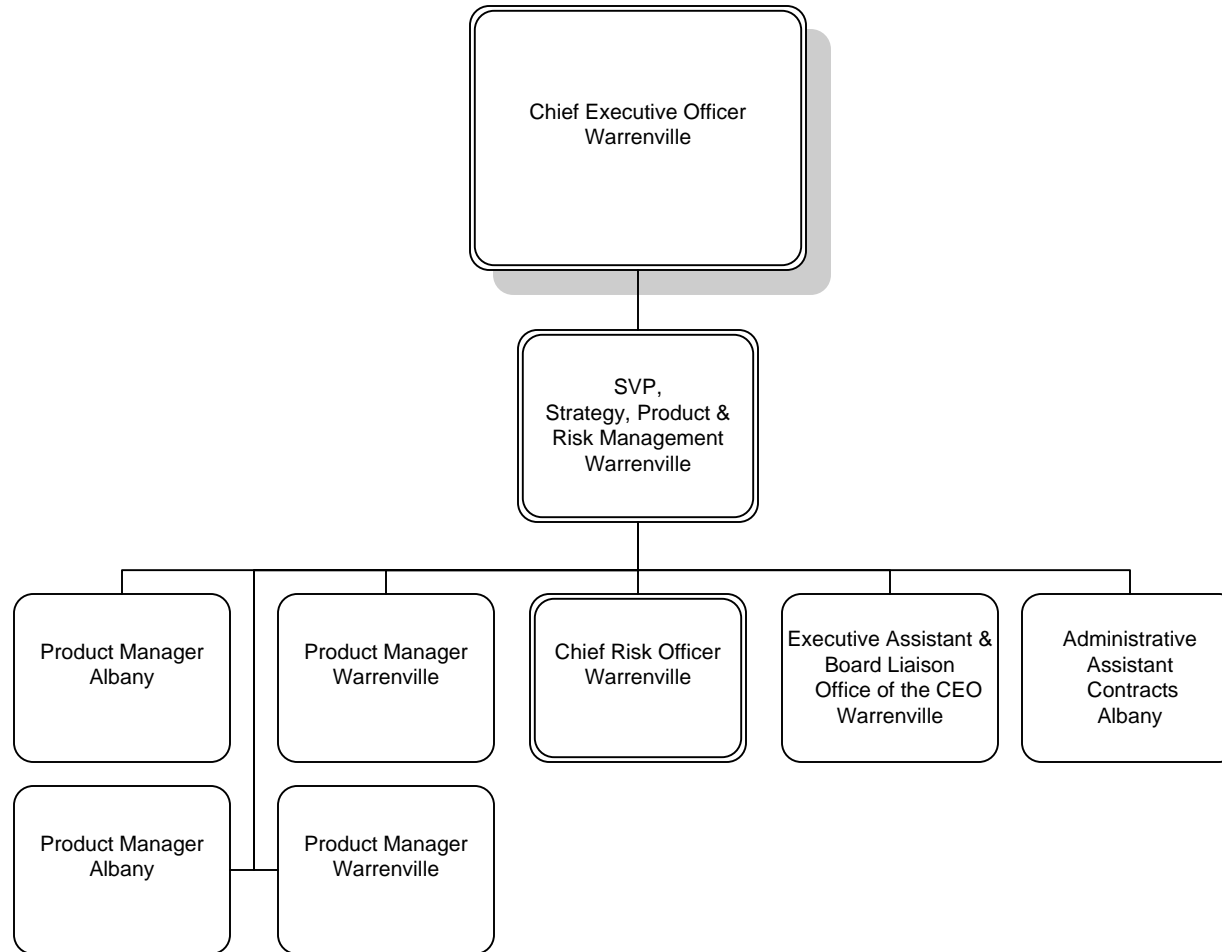 Chief Executive Officer
Warrenville
SVP,
Strategy, Product &
Risk Management
Warrenville
Product Manager
Albany
Product Manager
Warrenville
Chief Risk Officer
Warrenville
Executive Assistant &
Board Liaison
Office of the CEO
Warrenville
Administrative
Assistant
Contracts
Albany
Product Manager
Albany
Product Manager
Warrenville